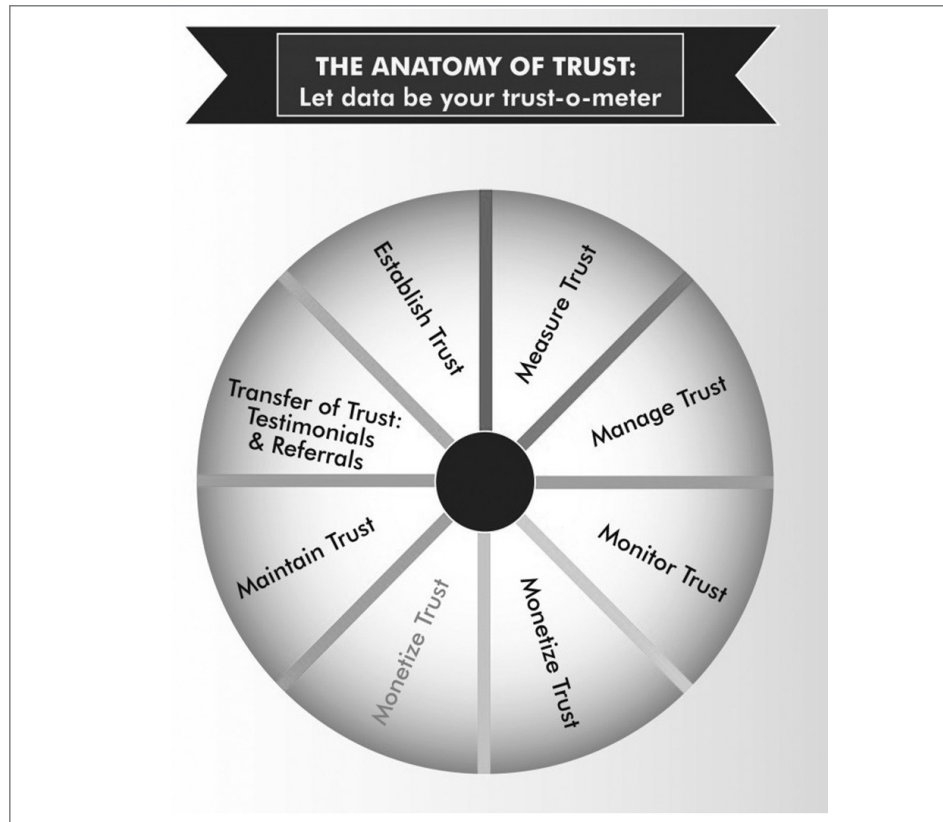 THE ANATOMY OF TRUST:
Let data be your trust-o-meter
Establish Trust
Measure Trust
Manage Trust
Monitor Trust
Monetize Trust
Monetize Trust
Maintain Trust
Transfer of Trust:
Testimonials
& Referrals